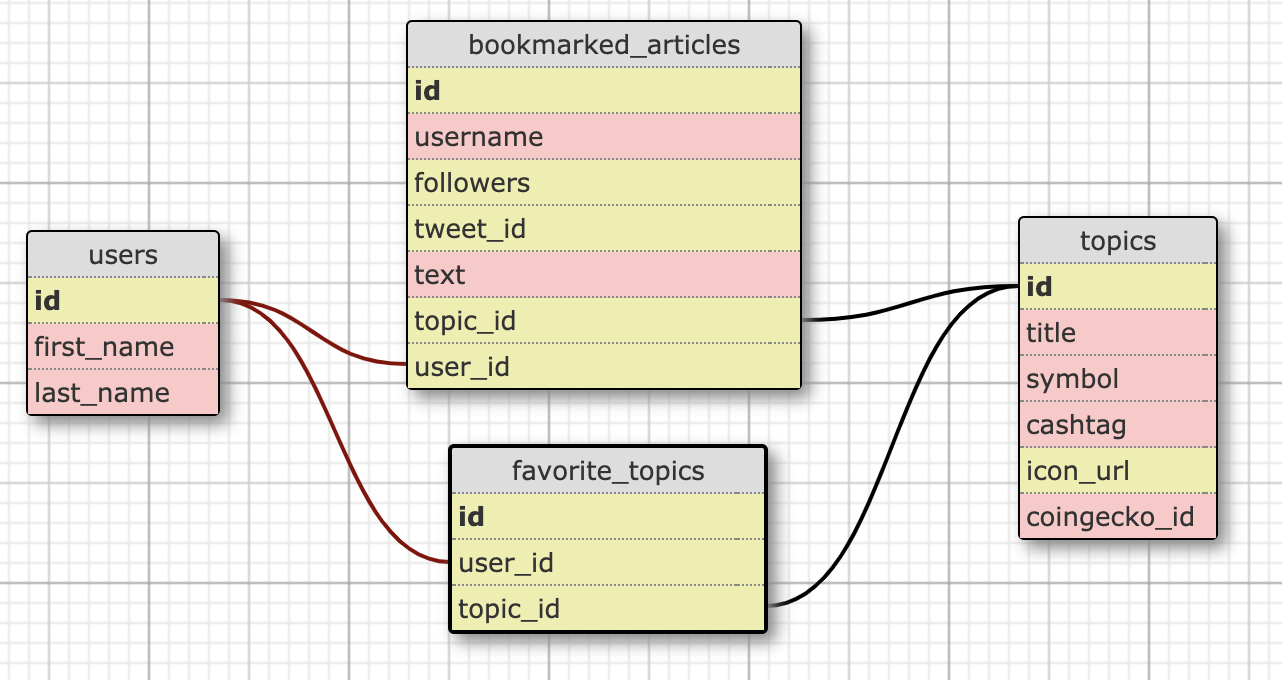 bookmarked_articles
id
username
followers
tweet_id
text
topic_id
user_id
users
id
first_name
last_name
topics
id
title
symbol
cashtag
icon_url
coingecko_id
favorite_topics
id
user_id
topic_id